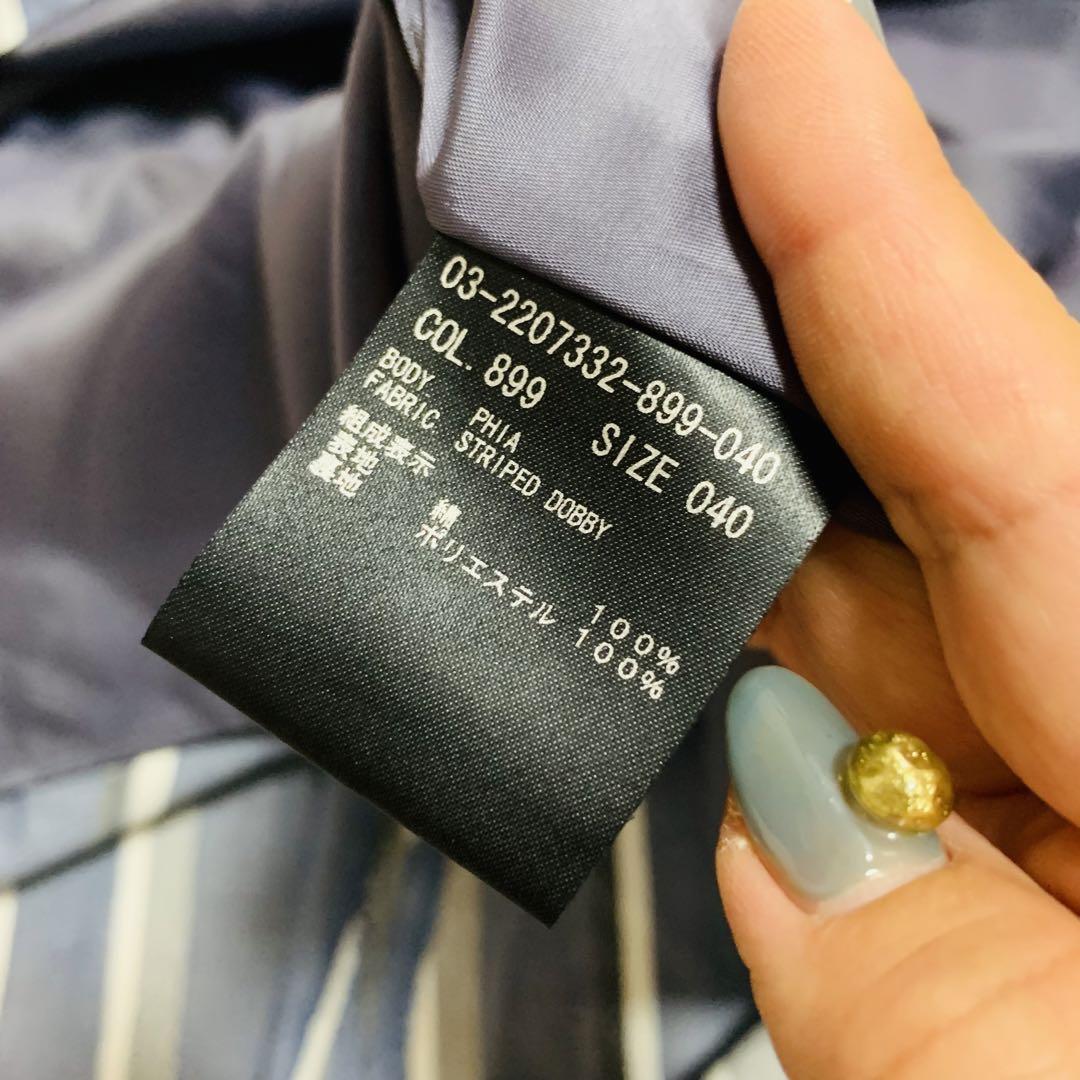 03-2207332-899-040
COL. 899 SIZE 040
BODY PHIA
FABRIC STRIPED DOBBY
組成表示
表地 綿 100%
裏地 ポリエステル 100%